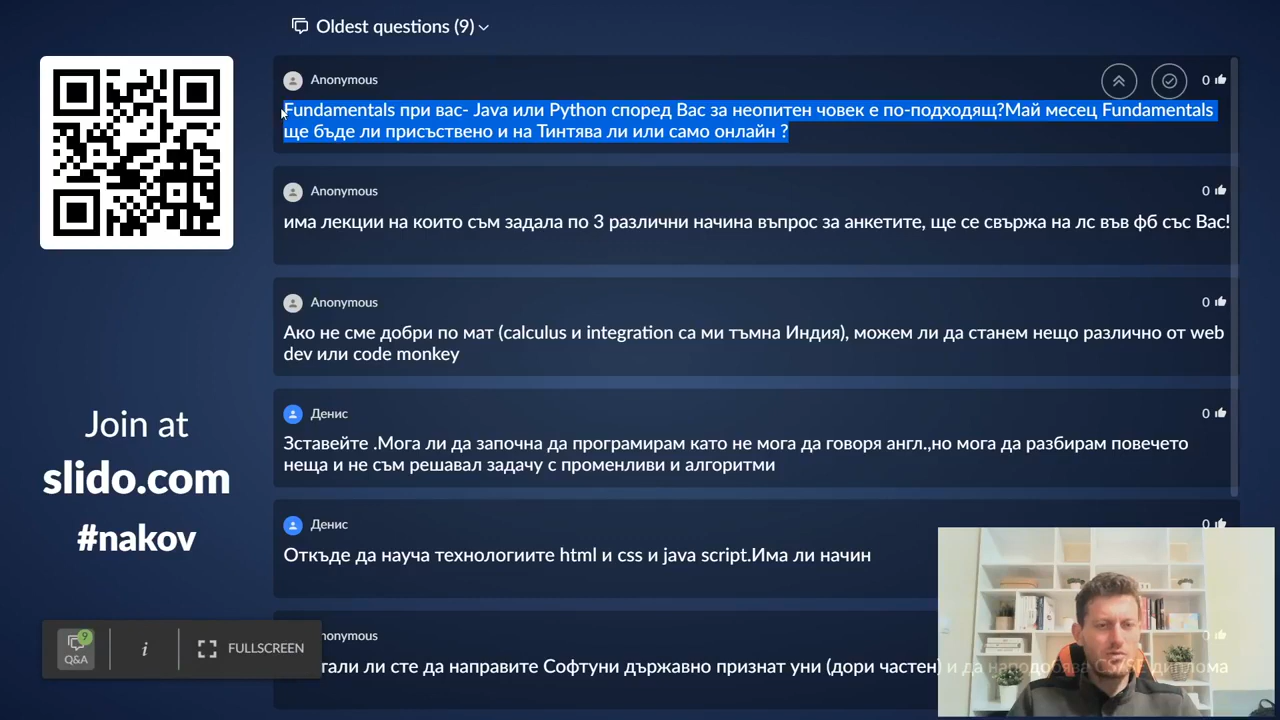 Oldest questions (9)
Anonymous
0
Fundamentals при вас- Java или Python според Вас за неопитен човек е по-подходящ?Май месец Fundamentals
ще бъде ли присъствено и на Тинтява ли или само онлайн ?
Anonymous
0
има лекции на които съм задала по 3 различни начина въпрос за анкетите, ще се свържа на лс във фб със Вас!
Anonymous
0
Ако не сме добри по мат (calculus и integration са ми тъмна Индия), можем ли да станем нещо различно от web
dev или code monkey
Денис
0
Зставейте .Мога ли да започна да програмирам като не мога да говоря англ.,но мога да разбирам повечето
неща и не съм решавал задачу с променливи и алгоритми
Денис
0
Откъде да науча технологиите html и css и java script.Има ли начин
nonymous
тали ли сте да направите Софтуни държавно признат уни (дори частен) и да наподобява CS/SE диплома
Join at
slido.com
#nakov
9
Q&A
i
FULLSCREEN